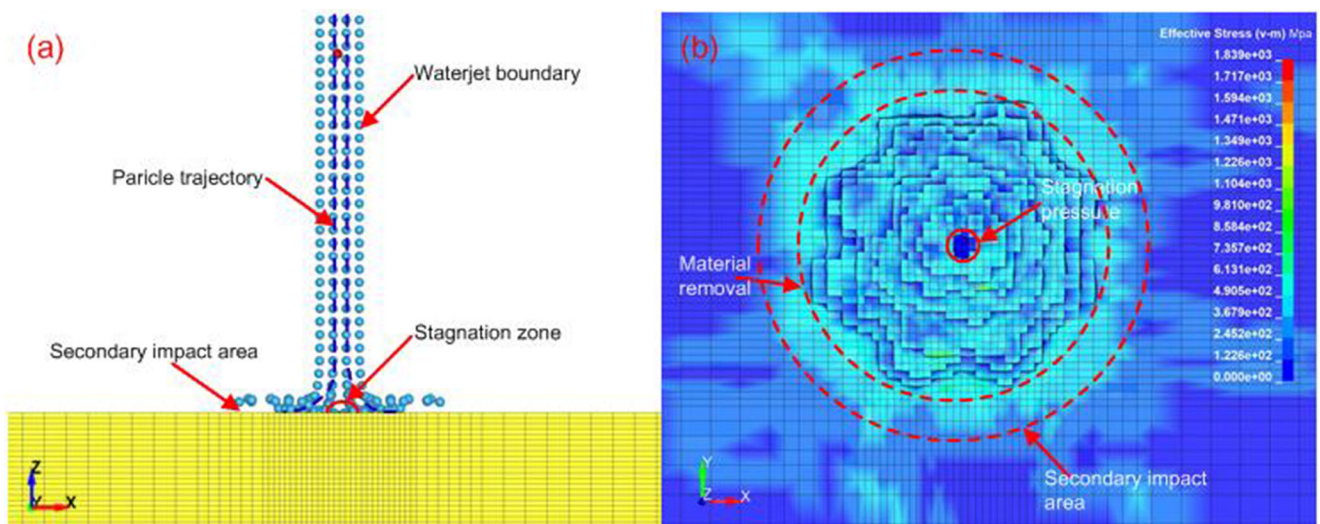 (a)
Waterjet boundary
Paricle trajectory
Stagnation zone
Secondary impact area
Z
Y
X
(b)
Effective Stress (v-m) Mpa
1.839e+03
1.717e+03
1.594e+03
1.471e+03
1.349e+03
1.226e+03
1.104e+03
9.810e+02
8.584e+02
7.357e+02
6.131e+02
4.905e+02
3.679e+02
2.452e+02
1.226e+02
0.000e+00
Stagnation
pressute
Material
removal
Secondary impact
area
Y
Z
X